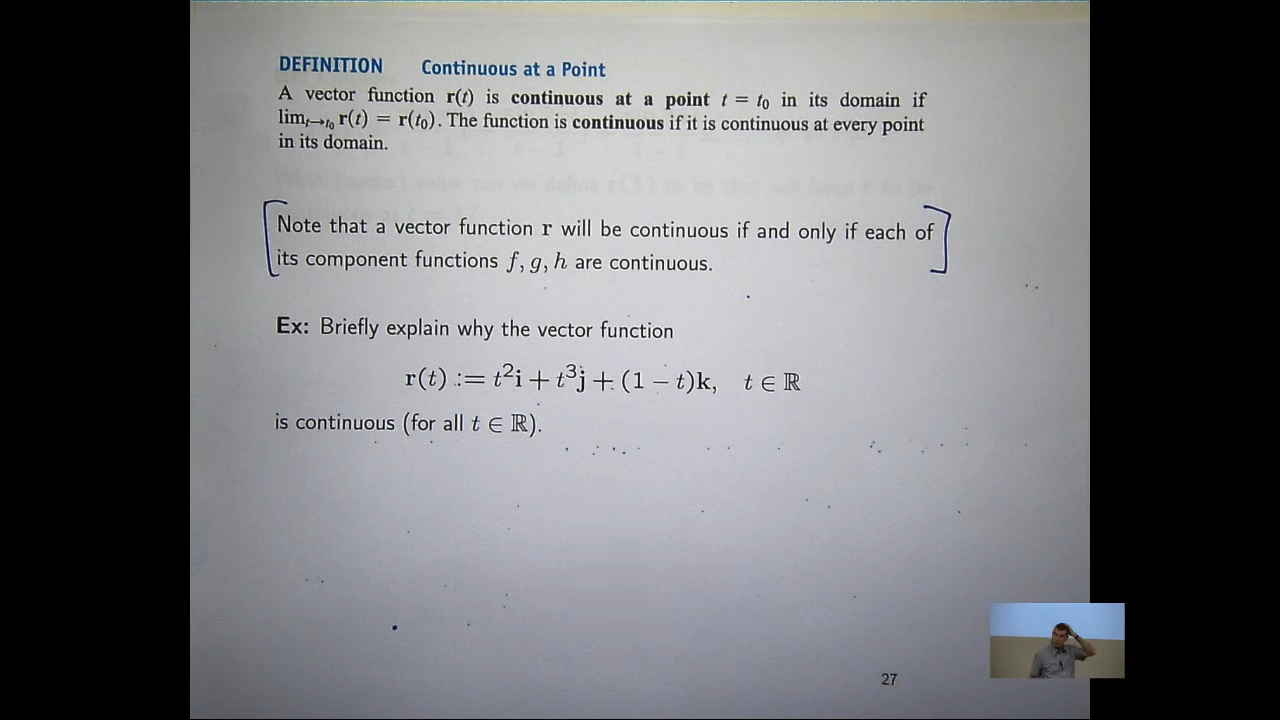 DEFINITION Continuous at a Point
A vector function r(t) is continuous at a point t = t₀ in its domain if
lim_{t→t₀} r(t) = r(t₀). The function is continuous if it is continuous at every point
in its domain.
Note that a vector function r will be continuous if and only if each of
its component functions f, g, h are continuous.
Ex: Briefly explain why the vector function
r(t) := t²i + t³j + (1 − t)k, t ∈ ℝ
is continuous (for all t ∈ ℝ).
27